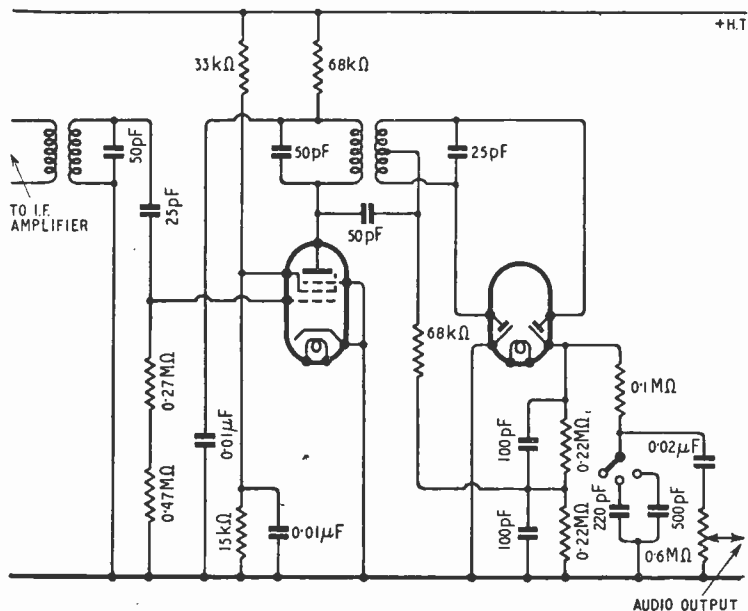 +H.T
33kΩ
68kΩ
50pF
50pF
25pF
TO I.F.
AMPLIFIER
25pF
50pF
68kΩ
0·27MΩ
0·1MΩ
0·01μF
100pF
0·22MΩ
0·02μF
0·47MΩ
15kΩ
0·01μF
100pF
0·22MΩ
220pF
500pF
0·6MΩ
AUDIO OUTPUT